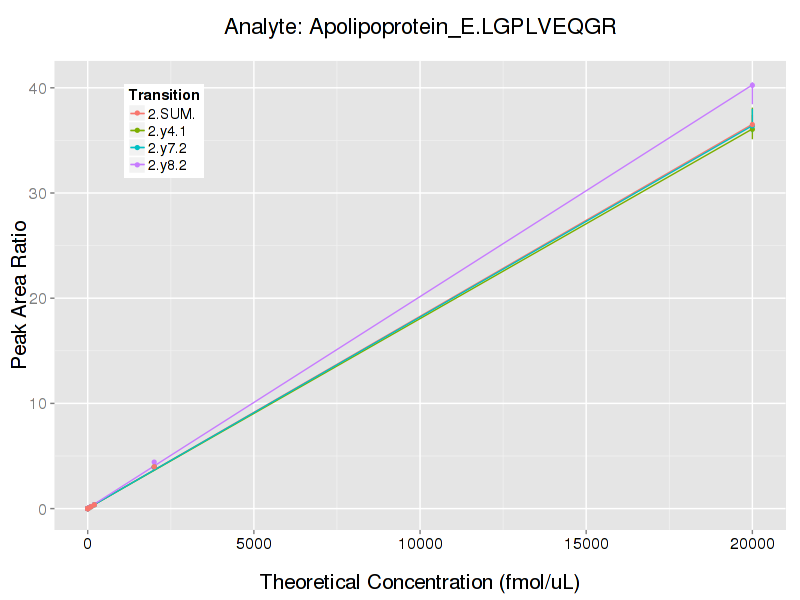 Analyte: Apolipoprotein_E.LGPLVEQGR
Transition
2.SUM.
2.y4.1
2.y7.2
2.y8.2
Peak Area Ratio
40
30
20
10
0
0 5000 10000 15000 20000
Theoretical Concentration (fmol/uL)